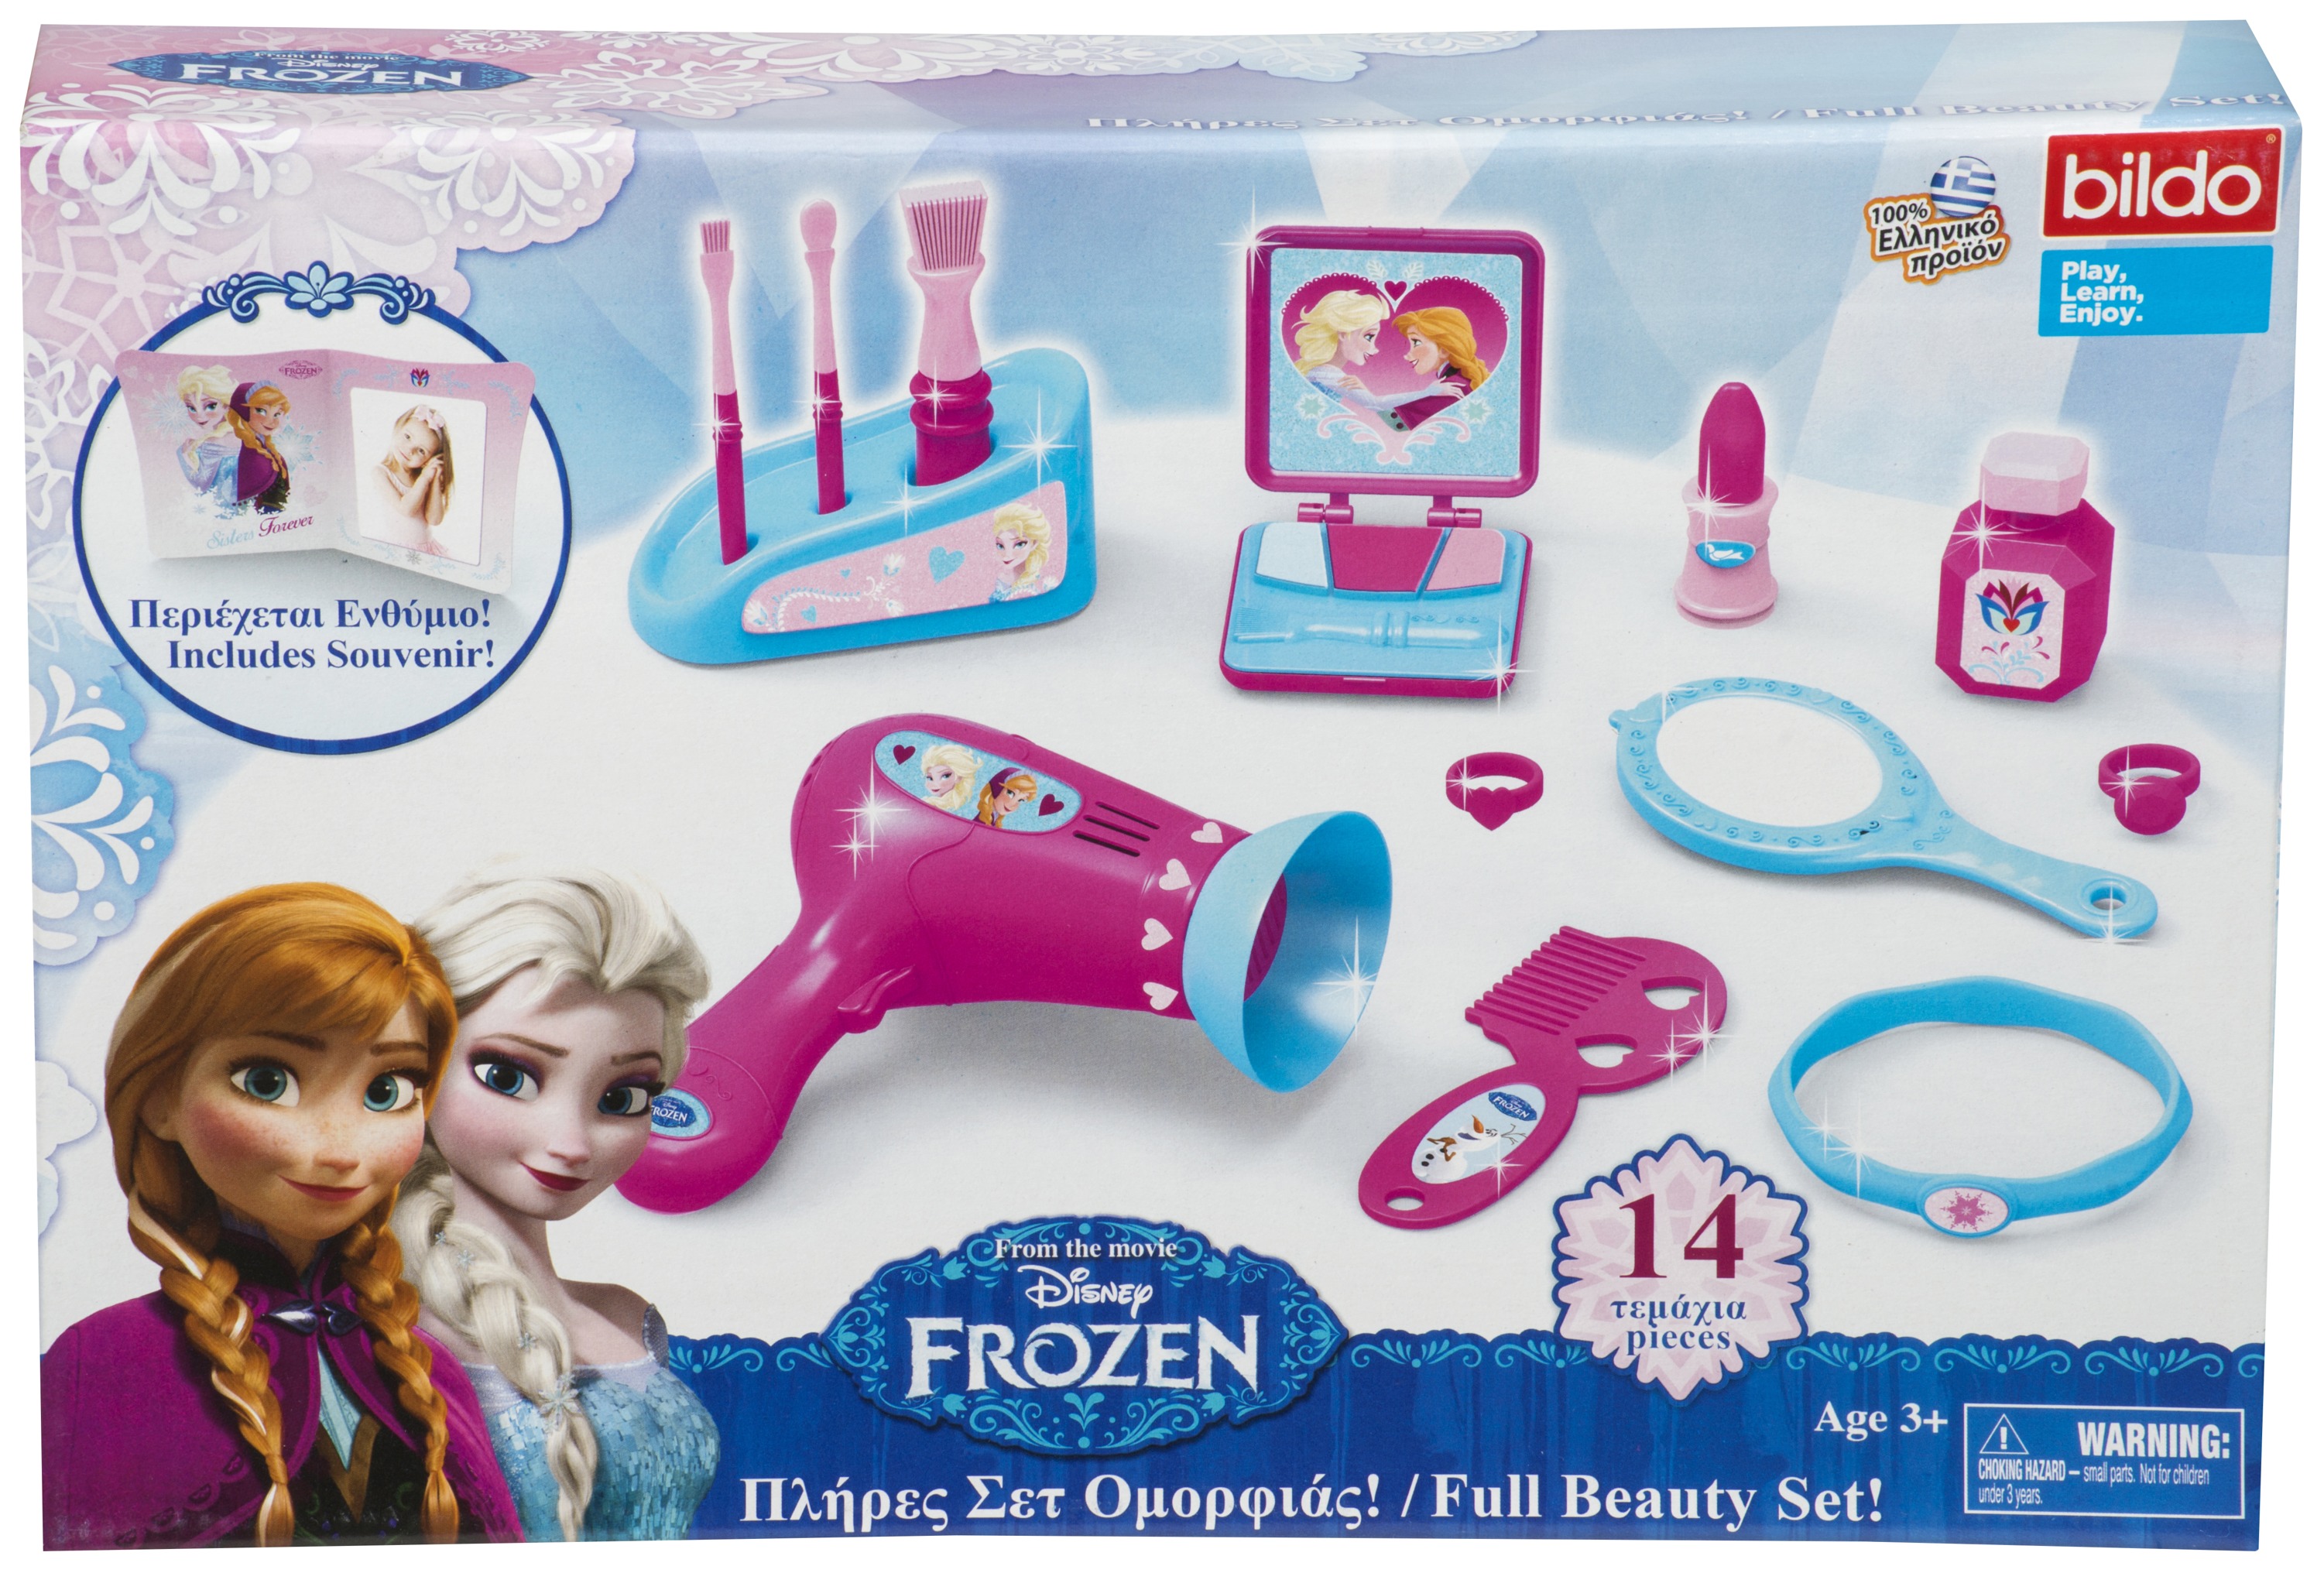 From the movie
Disney
FROZEN
Πλήρες Σετ Ομορφιάς! / Full Beauty Set!
bildo®
Play,
Learn,
Enjoy.
100%
Ελληνικό
προϊόν
FROZEN
Sisters Forever
Περιέχεται Ενθύμιο!
Includes Souvenir!
FROZEN
FROZEN
14
τεμάχια
pieces
From the movie
Disney
FROZEN
Age 3+
WARNING:
CHOKING HAZARD – small parts. Not for children
under 3 years.
Πλήρες Σετ Ομορφιάς! / Full Beauty Set!